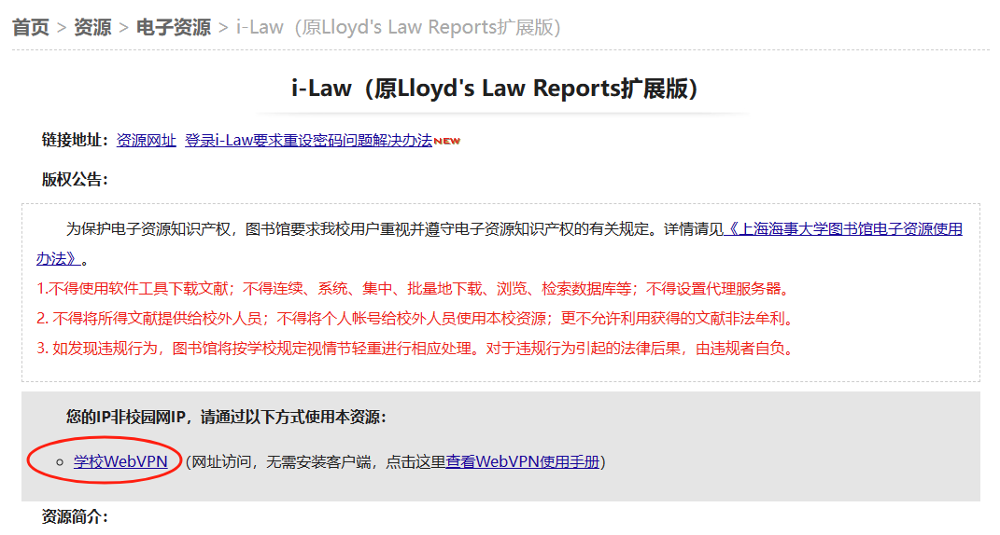 首页 > 资源 > 电子资源 > i-Law（原Lloyd's Law Reports扩展版）
i-Law（原Lloyd's Law Reports扩展版）
链接地址：资源网址 登录i-Law要求重设密码问题解决办法NEW
版权公告：
为保护电子资源知识产权，图书馆要求我校用户重视并遵守电子资源知识产权的有关规定。详情请见《上海海事大学图书馆电子资源使用
办法》。
1.不得使用软件工具下载文献；不得连续、系统、集中、批量地下载、浏览、检索数据库等；不得设置代理服务器。
2. 不得将所得文献提供给校外人员；不得将个人帐号给校外人员使用本校资源；更不允许利用获得的文献非法牟利。
3. 如发现违规行为，图书馆将按学校规定视情节轻重进行相应处理。对于违规行为引起的法律后果，由违规者自负。
您的IP非校园网IP，请通过以下方式使用本资源：
学校WebVPN （网址访问，无需安装客户端，点击这里查看WebVPN使用手册）
资源简介：